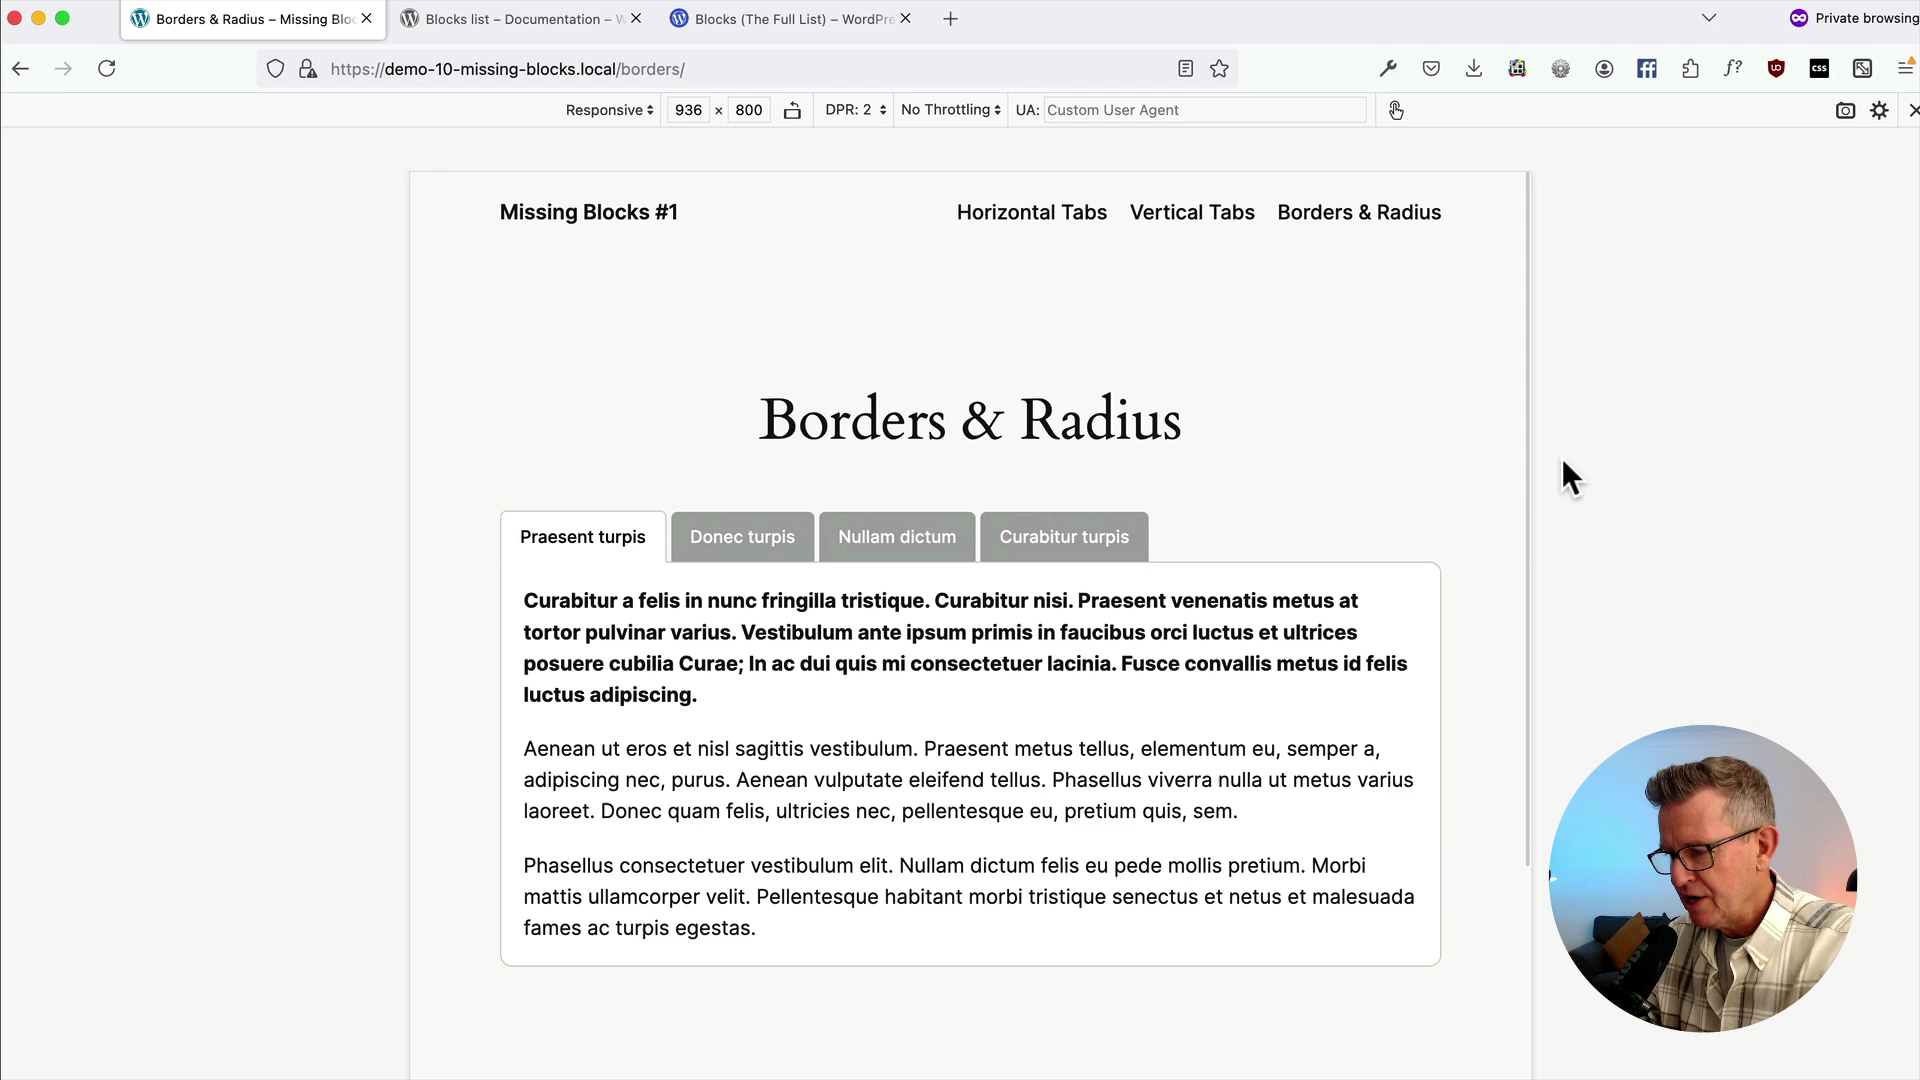 Borders & Radius – Missing Bloc
Blocks list – Documentation – W
Blocks (The Full List) – WordPre
Private browsing
https://demo-10-missing-blocks.local/borders/
Responsive
936 × 800
DPR: 2
No Throttling
UA: Custom User Agent
Missing Blocks #1
Horizontal Tabs
Vertical Tabs
Borders & Radius
Borders & Radius
Praesent turpis
Donec turpis
Nullam dictum
Curabitur turpis
Curabitur a felis in nunc fringilla tristique. Curabitur nisi. Praesent venenatis metus at
tortor pulvinar varius. Vestibulum ante ipsum primis in faucibus orci luctus et ultrices
posuere cubilia Curae; In ac dui quis mi consectetuer lacinia. Fusce convallis metus id felis
luctus adipiscing.
Aenean ut eros et nisl sagittis vestibulum. Praesent metus tellus, elementum eu, semper a,
adipiscing nec, purus. Aenean vulputate eleifend tellus. Phasellus viverra nulla ut metus varius
laoreet. Donec quam felis, ultricies nec, pellentesque eu, pretium quis, sem.
Phasellus consectetuer vestibulum elit. Nullam dictum felis eu pede mollis pretium. Morbi
mattis ullamcorper velit. Pellentesque habitant morbi tristique senectus et netus et malesuada
fames ac turpis egestas.